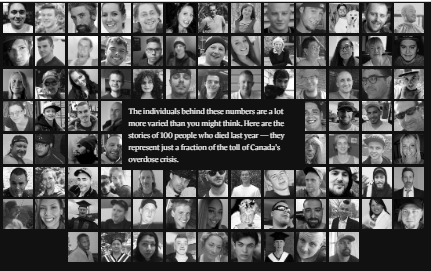 The individuals behind these numbers are a lot
more varied than you might think. Here are the
stories of 100 people who died last year — they
represent just a fraction of the toll of Canada's
overdose crisis.